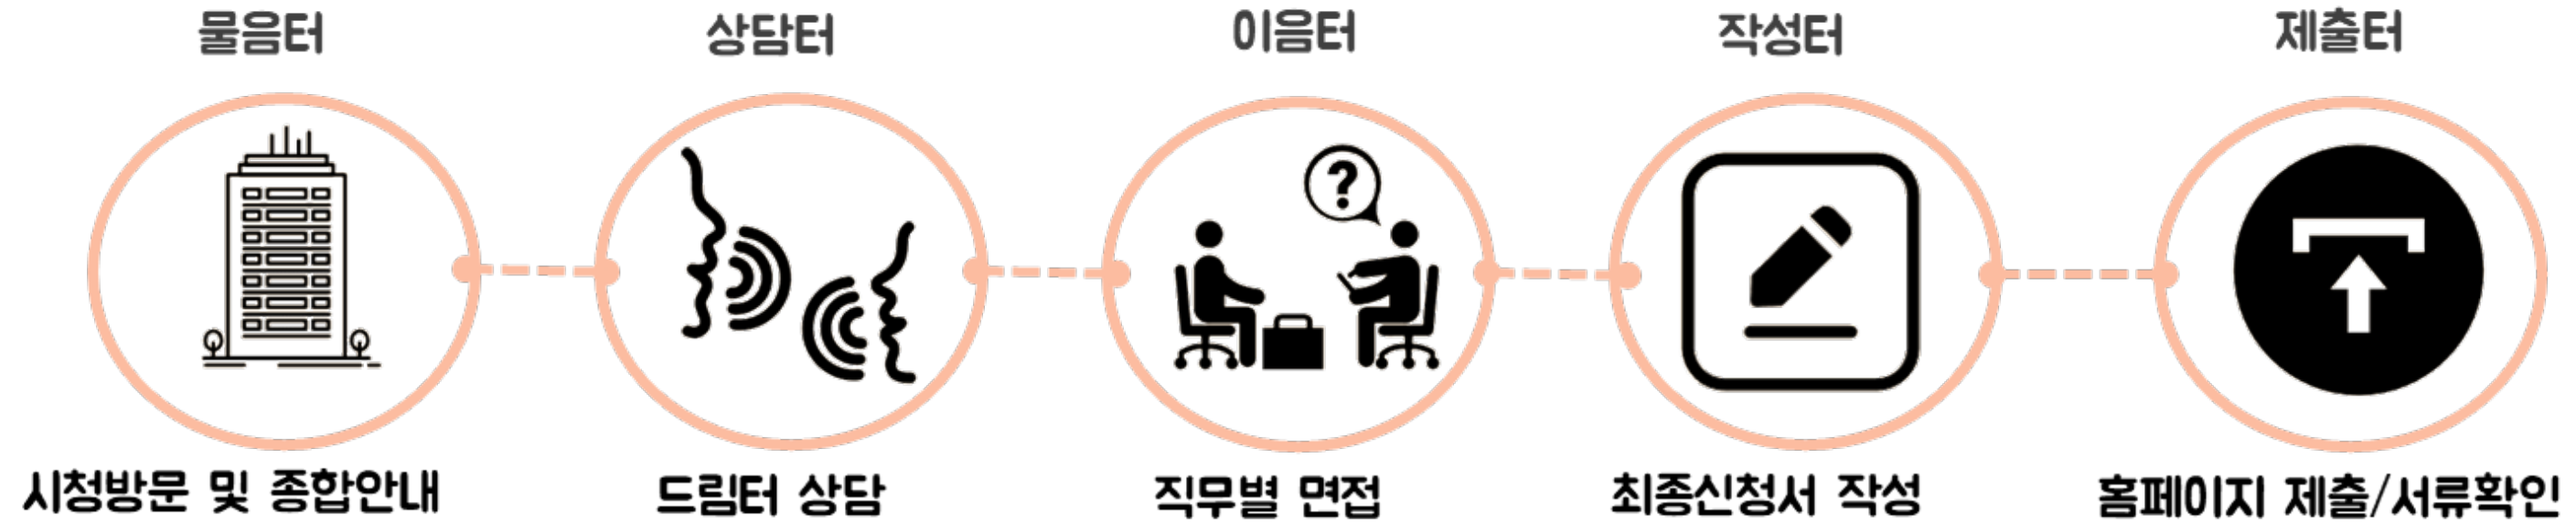 물음터
상담터
이음터
작성터
제출터
?
시청방문 및 종합안내
드림터 상담
직무별 면접
최종신청서 작성
홈페이지 제출/서류확인